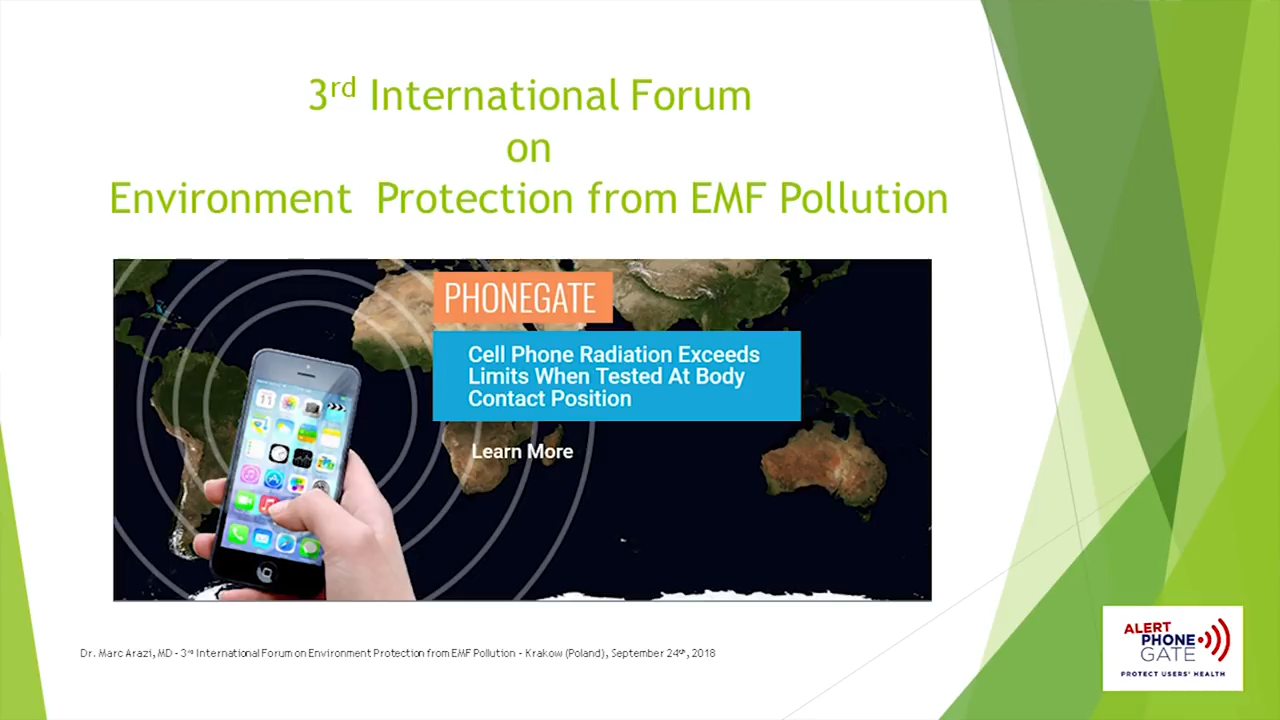 3rd International Forum
on
Environment Protection from EMF Pollution
PHONEGATE
Cell Phone Radiation Exceeds
Limits When Tested At Body
Contact Position
Learn More
11
Dr. Marc Arazi, MD - 3rd International Forum on Environment Protection from EMF Pollution - Krakow (Poland), September 24th, 2018
ALERT
PHONE
GATE
PROTECT USERS' HEALTH